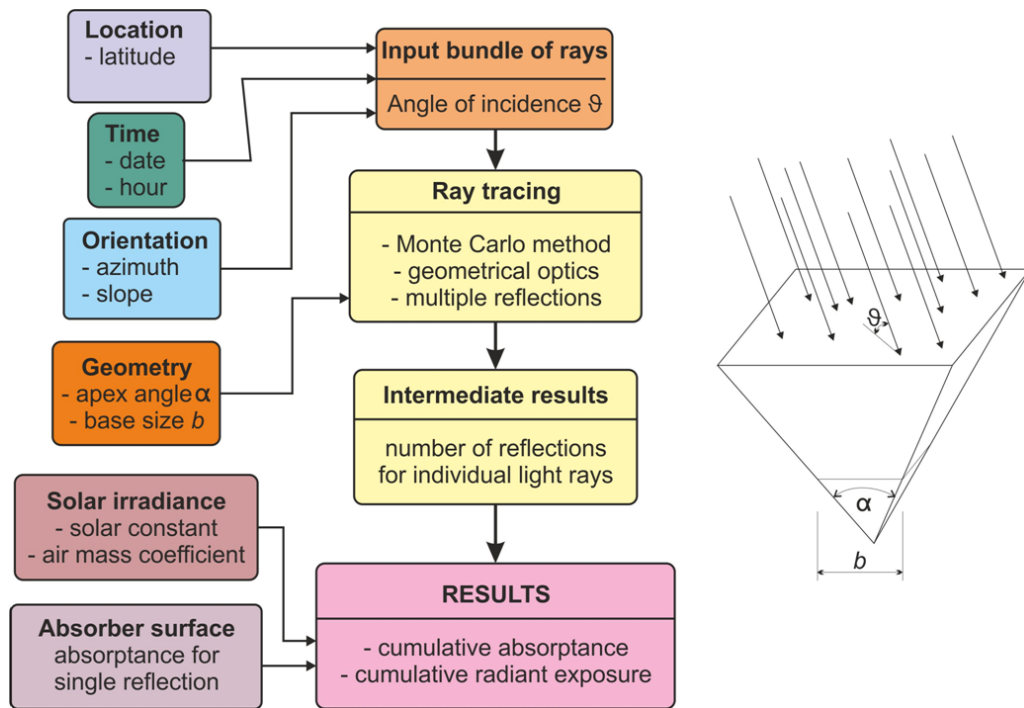 Location
- latitude
Time
- date
- hour
Orientation
- azimuth
- slope
Geometry
- apex angle α
- base size b
Solar irradiance
- solar constant
- air mass coefficient
Absorber surface
absorptance for
single reflection
Input bundle of rays
Angle of incidence ϑ
Ray tracing
- Monte Carlo method
- geometrical optics
- multiple reflections
Intermediate results
number of reflections
for individual light rays
RESULTS
- cumulative absorptance
- cumulative radiant exposure
ϑ
α
b